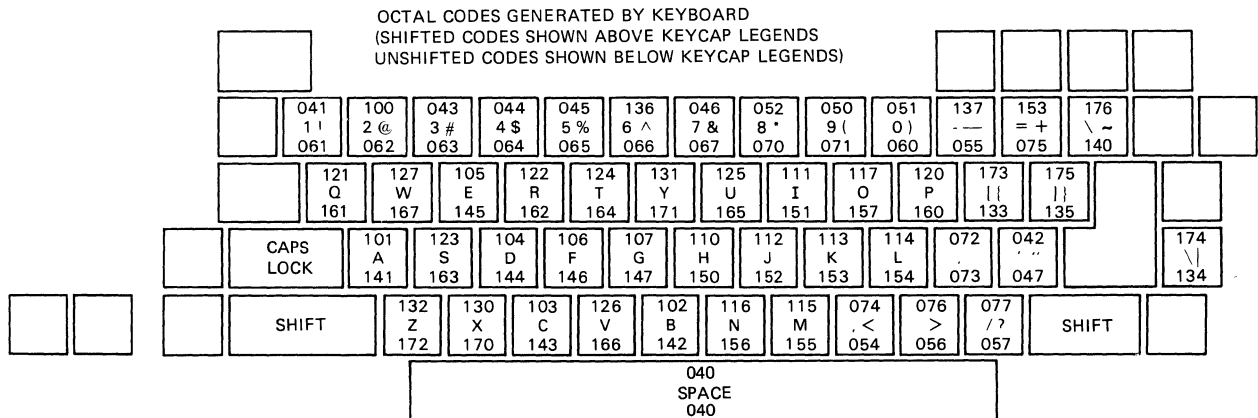 OCTAL CODES GENERATED BY KEYBOARD
(SHIFTED CODES SHOWN ABOVE KEYCAP LEGENDS
UNSHIFTED CODES SHOWN BELOW KEYCAP LEGENDS)
041 100 043 044 045 136 046 052 050 051 137 153 176
1 ! 2 @ 3 # 4 $ 5 % 6 ^ 7 & 8 * 9 ( 0 ) - — = + \ ~
061 062 063 064 065 066 067 070 071 060 055 075 140
121 127 105 122 124 131 125 111 117 120 173 175
Q W E R T Y U I O P [ { ] }
161 167 145 162 164 171 165 151 157 160 133 135
101 123 104 106 107 110 112 113 114 072 042 174
CAPS LOCK A S D F G H J K L , ' " \ |
141 163 144 146 147 150 152 153 154 073 047 134
132 130 103 126 102 116 115 074 076 077
SHIFT Z X C V B N M , < > / ? SHIFT
172 170 143 166 142 156 155 054 056 057
040
SPACE
040